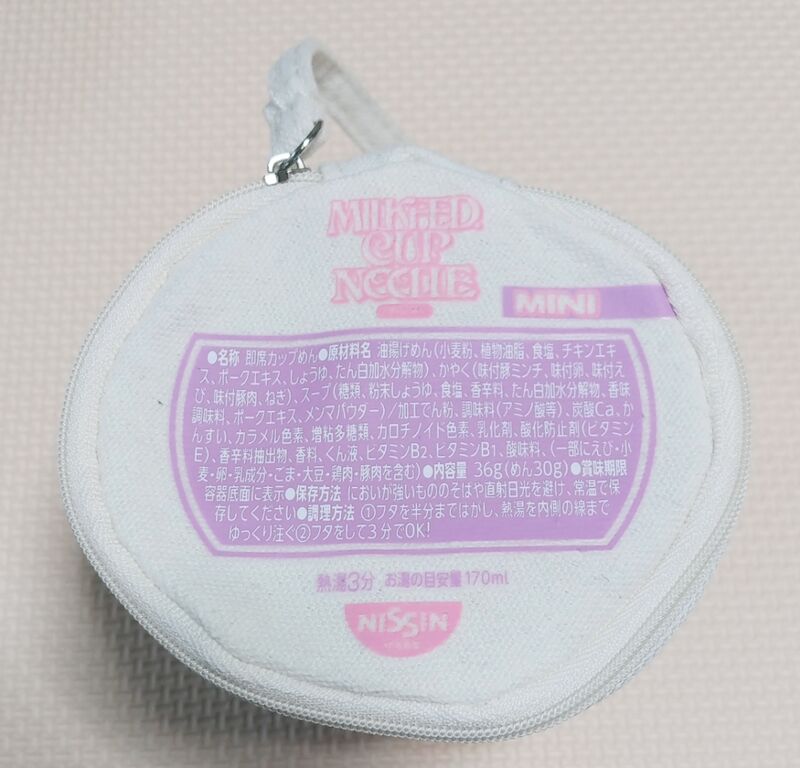 MILKFED.
CUP
NOODLE
MINI
●名称 即席カップめん●原材料名 油揚げめん(小麦粉、植物油脂、食塩、チキンエキ
ス、ポークエキス、しょうゆ、たん白加水分解物)、かやく(味付豚ミンチ、味付卵、味付え
び、味付豚肉、ねぎ)、スープ(糖類、粉末しょうゆ、食塩、香辛料、たん白加水分解物、香味
調味料、ポークエキス、メンマパウダー)/加工でん粉、調味料(アミノ酸等)、炭酸Ca、か
んすい、カラメル色素、増粘多糖類、カロチノイド色素、乳化剤、酸化防止剤(ビタミン
E)、香辛料抽出物、香料、くん液、ビタミンB2、ビタミンB1、酸味料、(一部にえび・小
麦・卵・乳成分・ごま・大豆・鶏肉・豚肉を含む)●内容量 36g(めん30g)●賞味期限
容器底面に表示●保存方法 においが強いもののそばや直射日光を避け、常温で保
存してください●調理方法 ①フタを半分まではがし、熱湯を内側の線まで
ゆっくり注ぐ②フタをして3分でOK!
熱湯3分 お湯の目安量170ml
NISSIN